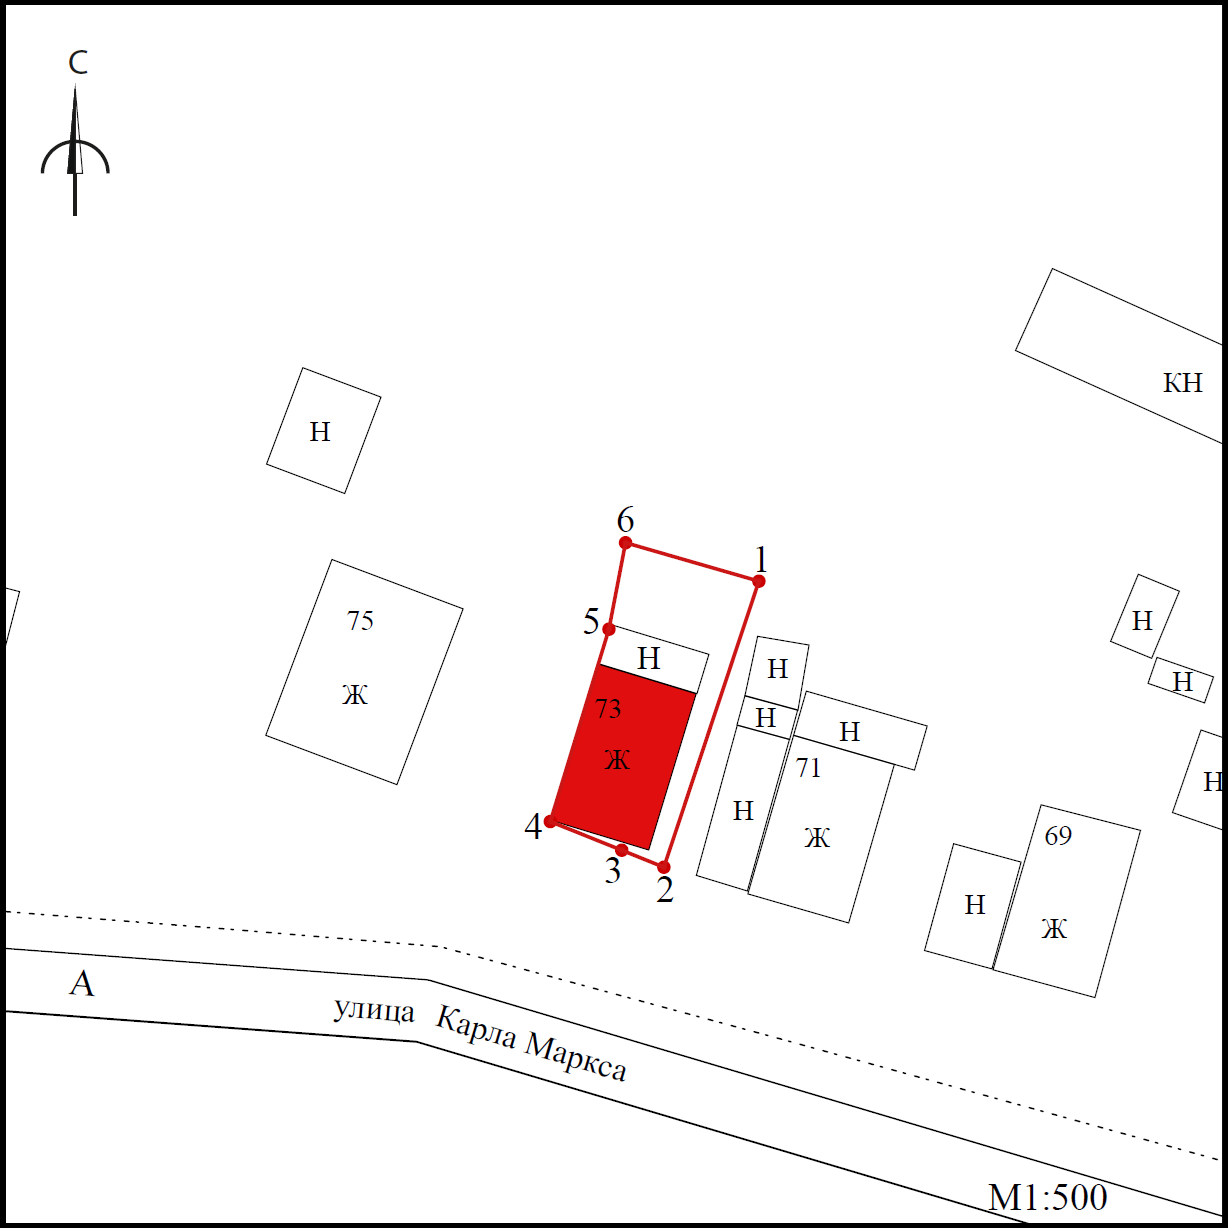 С
КН
Н
6
1
5
Н
75
Ж
Н
73
Ж
Н
Н
Н
Н
71
Ж
Н
Н
Н
69
Н
Ж
4
3
2
А
улица Карла Маркса
М1:500